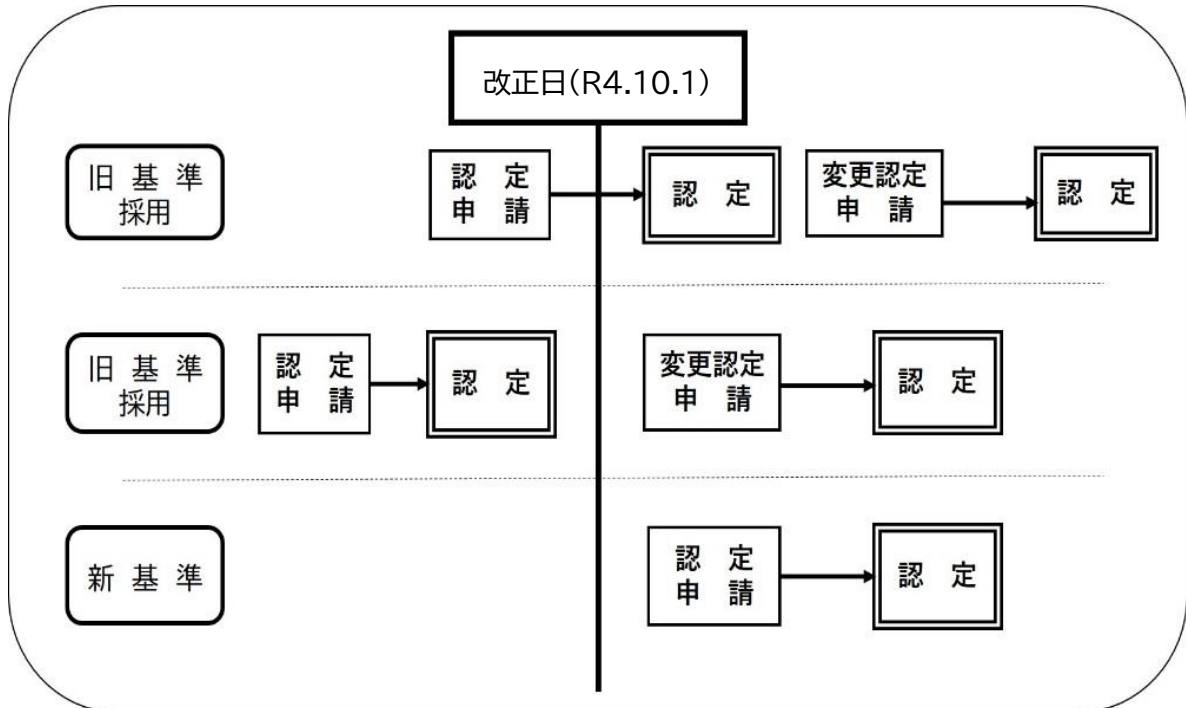 改正日(R4.10.1)
旧 基 準
採用
認 定
申 請
認 定
変更認定
申 請
認 定
旧 基 準
採用
認 定
申 請
認 定
変更認定
申 請
認 定
新 基 準
認 定
申 請
認 定